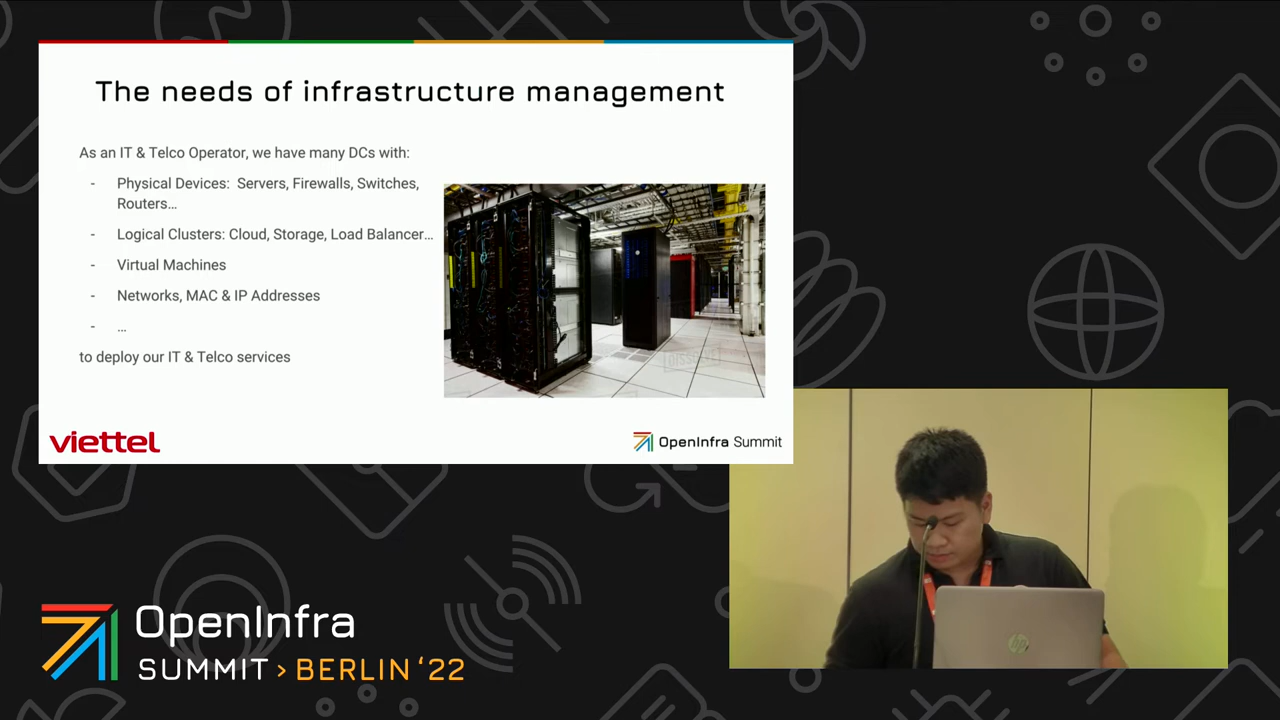 The needs of infrastructure management
As an IT & Telco Operator, we have many DCs with:
- Physical Devices: Servers, Firewalls, Switches,
Routers…
- Logical Clusters: Cloud, Storage, Load Balancer…
- Virtual Machines
- Networks, MAC & IP Addresses
- …
to deploy our IT & Telco services
viettel
OpenInfra Summit
hp
OpenInfra
SUMMIT > BERLIN ‘22